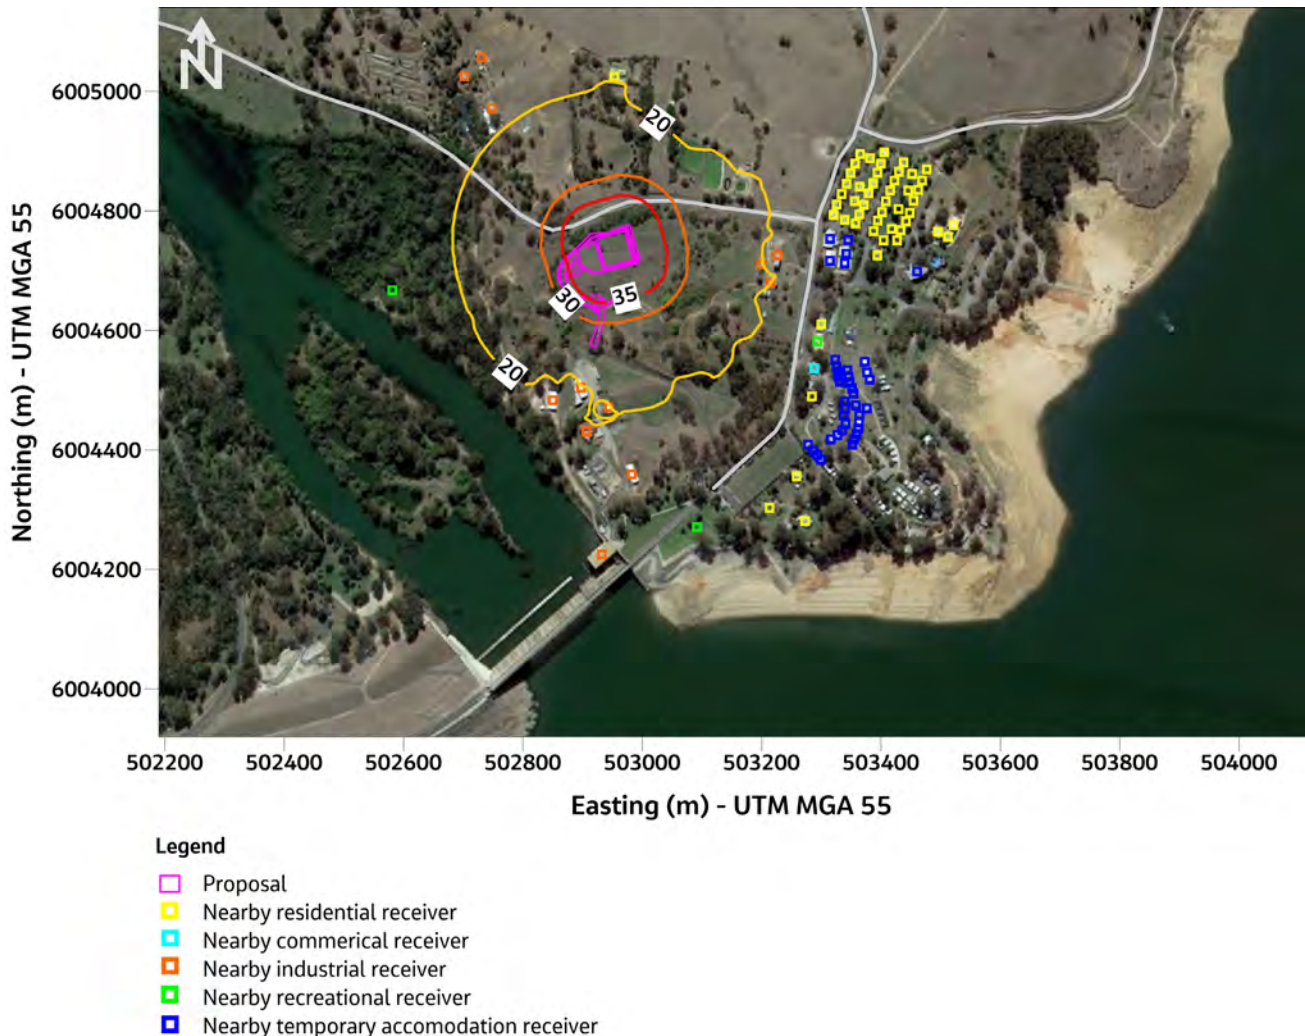 N
6005000
6004800
6004600
6004400
6004200
6004000
Northing (m) - UTM MGA 55
20
30
35
20
502200 502400 502600 502800 503000 503200 503400 503600 503800 504000
Easting (m) - UTM MGA 55
Legend
Proposal
Nearby residential receiver
Nearby commerical receiver
Nearby industrial receiver
Nearby recreational receiver
Nearby temporary accomodation receiver